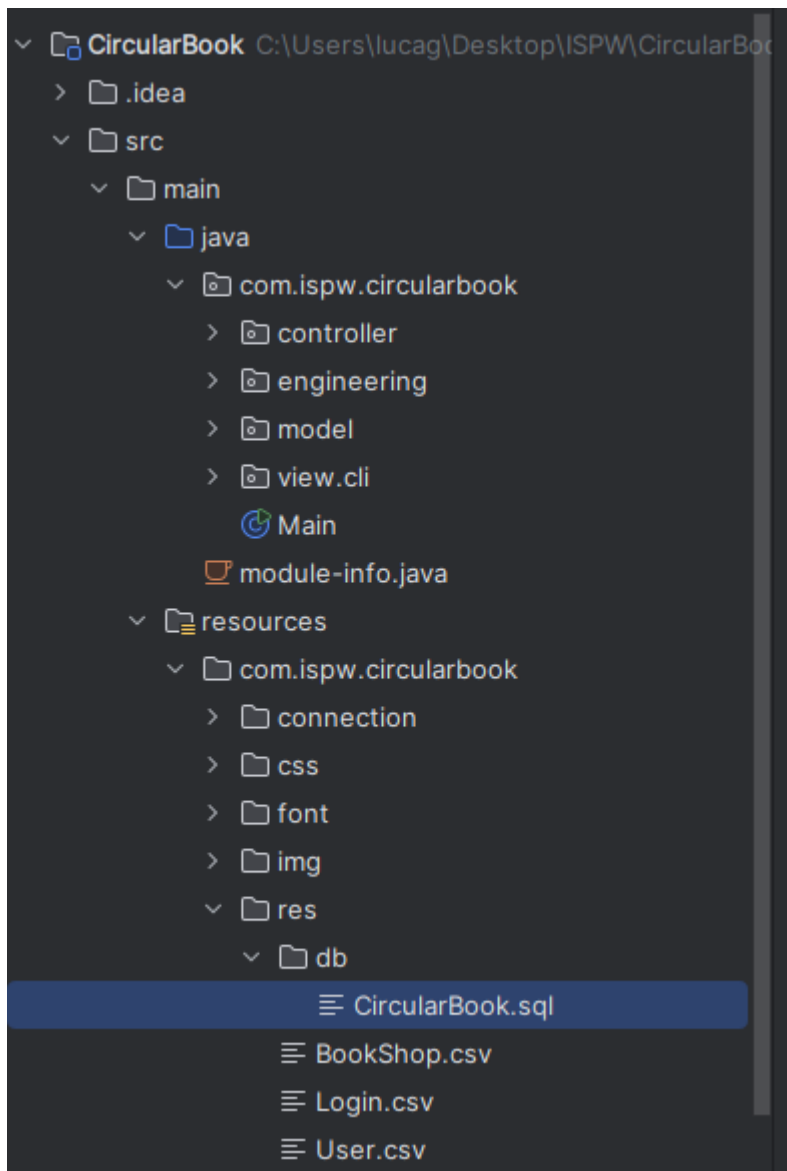 CircularBook C:\Users\lucag\Desktop\ISPW\CircularBoo
.idea
src
main
java
com.ispw.circularbook
controller
engineering
model
view.cli
Main
module-info.java
resources
com.ispw.circularbook
connection
css
font
img
res
db
CircularBook.sql
BookShop.csv
Login.csv
User.csv